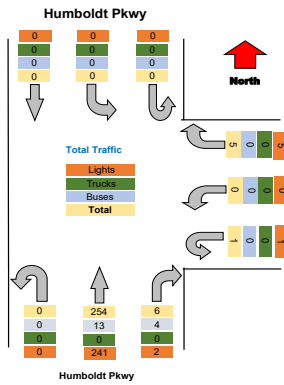 Humboldt Pkwy
0 0 0
0 0 0
0 0 0
0 0 0
North
Total Traffic
Lights
Trucks
Buses
Total
5 0 0 5
0 0 0 0
1 0 0 1
0 254 6
0 13 4
0 0 0
0 241 2
Humboldt Pkwy